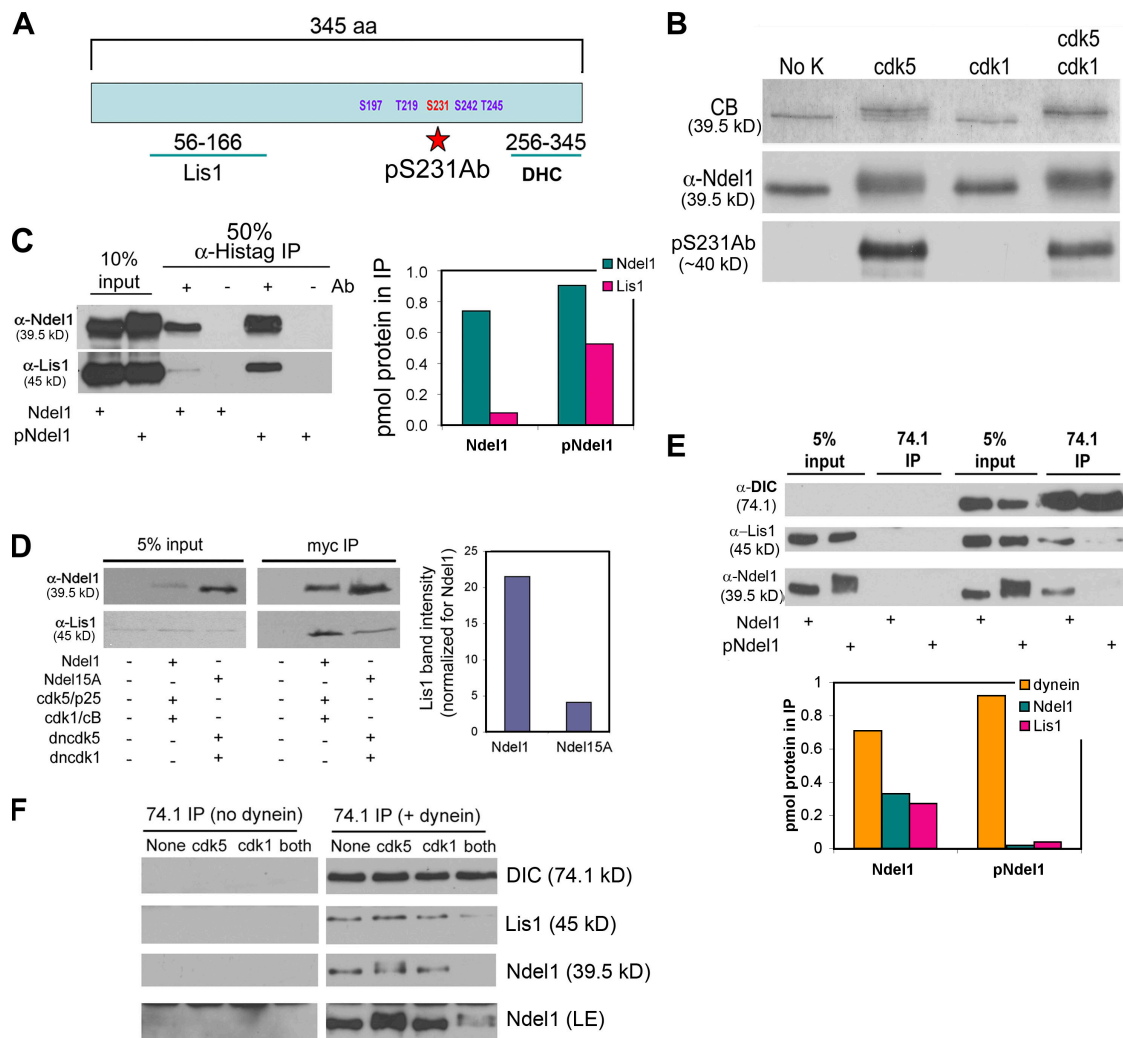 A
345 aa
S197 T219 S231 S242 T245
56-166
256-345
Lis1
pS231Ab
DHC
B
No K cdk5 cdk1 cdk5 cdk1
CB
(39.5 kD)
α-Ndel1
(39.5 kD)
pS231Ab
(~40 kD)
C
10% input
50%
α-Histag IP
+ - + - Ab
α-Ndel1
(39.5 kD)
α-Lis1
(45 kD)
Ndel1 + + +
pNdel1 + + +
pmol protein in IP
1.0
0.8
0.6
0.4
0.2
0.0
Ndel1
Lis1
Ndel1 pNdel1
D
5% input myc IP
α-Ndel1
(39.5 kD)
α-Lis1
(45 kD)
Ndel1 - + - - + -
Ndel15A - - + - - +
cdk5/p25 - + - - + -
cdk1/cB - + - - + -
dncdk5 - - + - - +
dncdk1 - - + - - +
Lis1 band intensity
(normalized for Ndel1)
25
20
15
10
5
0
Ndel1 Ndel15A
E
5% input 74.1 IP 5% input 74.1 IP
α-DIC
(74.1)
α-Lis1
(45 kD)
α-Ndel1
(39.5 kD)
Ndel1 + + + +
pNdel1 + + + +
pmol protein in IP
1
0.8
0.6
0.4
0.2
0
dynein
Ndel1
Lis1
Ndel1 pNdel1
F
74.1 IP (no dynein) 74.1 IP (+ dynein)
None cdk5 cdk1 both None cdk5 cdk1 both
DIC (74.1 kD)
Lis1 (45 kD)
Ndel1 (39.5 kD)
Ndel1 (LE)